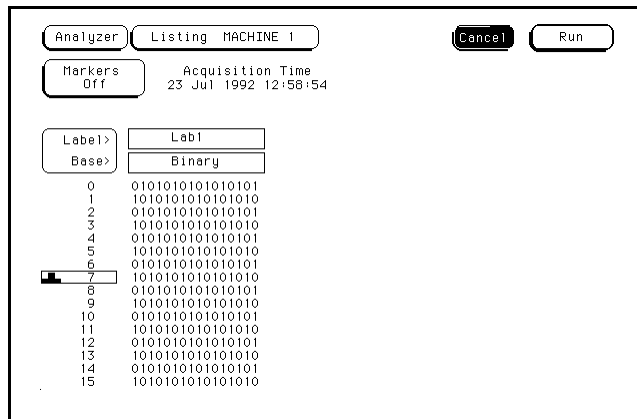 Analyzer Listing MACHINE 1 Cancel Run
Markers Off
Acquisition Time
23 Jul 1992 12:58:54
Label> Lab1
Base> Binary
0 0101010101010101
1 1010101010101010
2 0101010101010101
3 1010101010101010
4 0101010101010101
5 1010101010101010
6 0101010101010101
7 1010101010101010
8 0101010101010101
9 1010101010101010
10 0101010101010101
11 1010101010101010
12 0101010101010101
13 1010101010101010
14 0101010101010101
15 1010101010101010